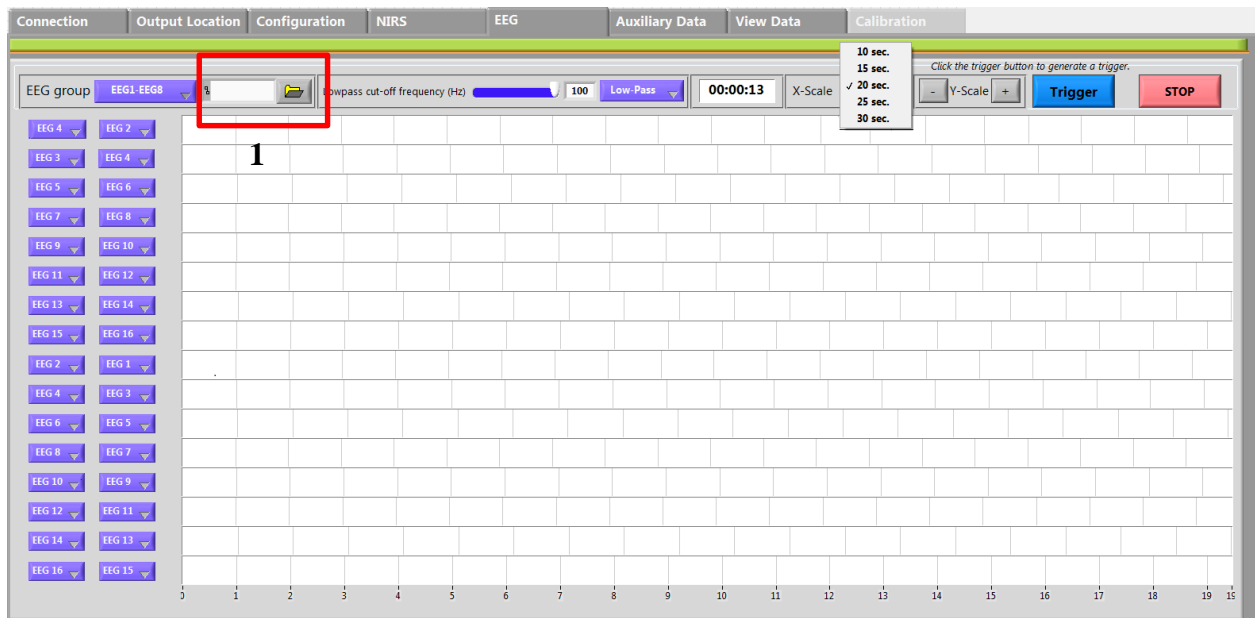 Connection Output Location Configuration NIRS EEG Auxiliary Data View Data Calibration
10 sec.
15 sec.
✓ 20 sec.
25 sec.
30 sec.
Click the trigger button to generate a trigger.
EEG group EEG1-EEG8 cut-off frequency (Hz) 100 Low-Pass 00:00:13 X-Scale - Y-Scale + Trigger STOP
1
EEG 4 EEG 2
EEG 3 EEG 4
EEG 5 EEG 6
EEG 7 EEG 8
EEG 9 EEG 10
EEG 11 EEG 12
EEG 13 EEG 14
EEG 15 EEG 16
EEG 2 EEG 1
EEG 4 EEG 3
EEG 6 EEG 5
EEG 8 EEG 7
EEG 10 EEG 9
EEG 12 EEG 11
EEG 14 EEG 13
EEG 16 EEG 15
0 1 2 3 4 5 6 7 8 9 10 11 12 13 14 15 16 17 18 19